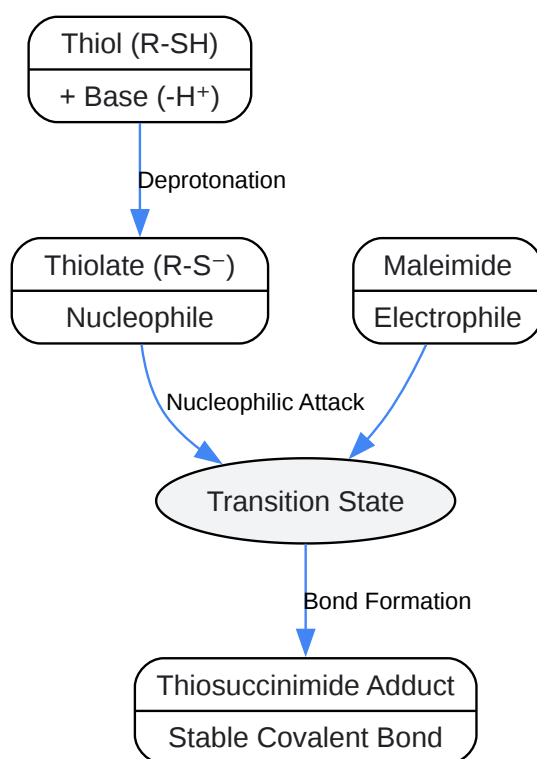 Thiol (R-SH)
+ Base (-H⁺)
Deprotonation
Thiolate (R-S⁻)
Nucleophile
Maleimide
Electrophile
Nucleophilic Attack
Transition State
Bond Formation
Thiosuccinimide Adduct
Stable Covalent Bond